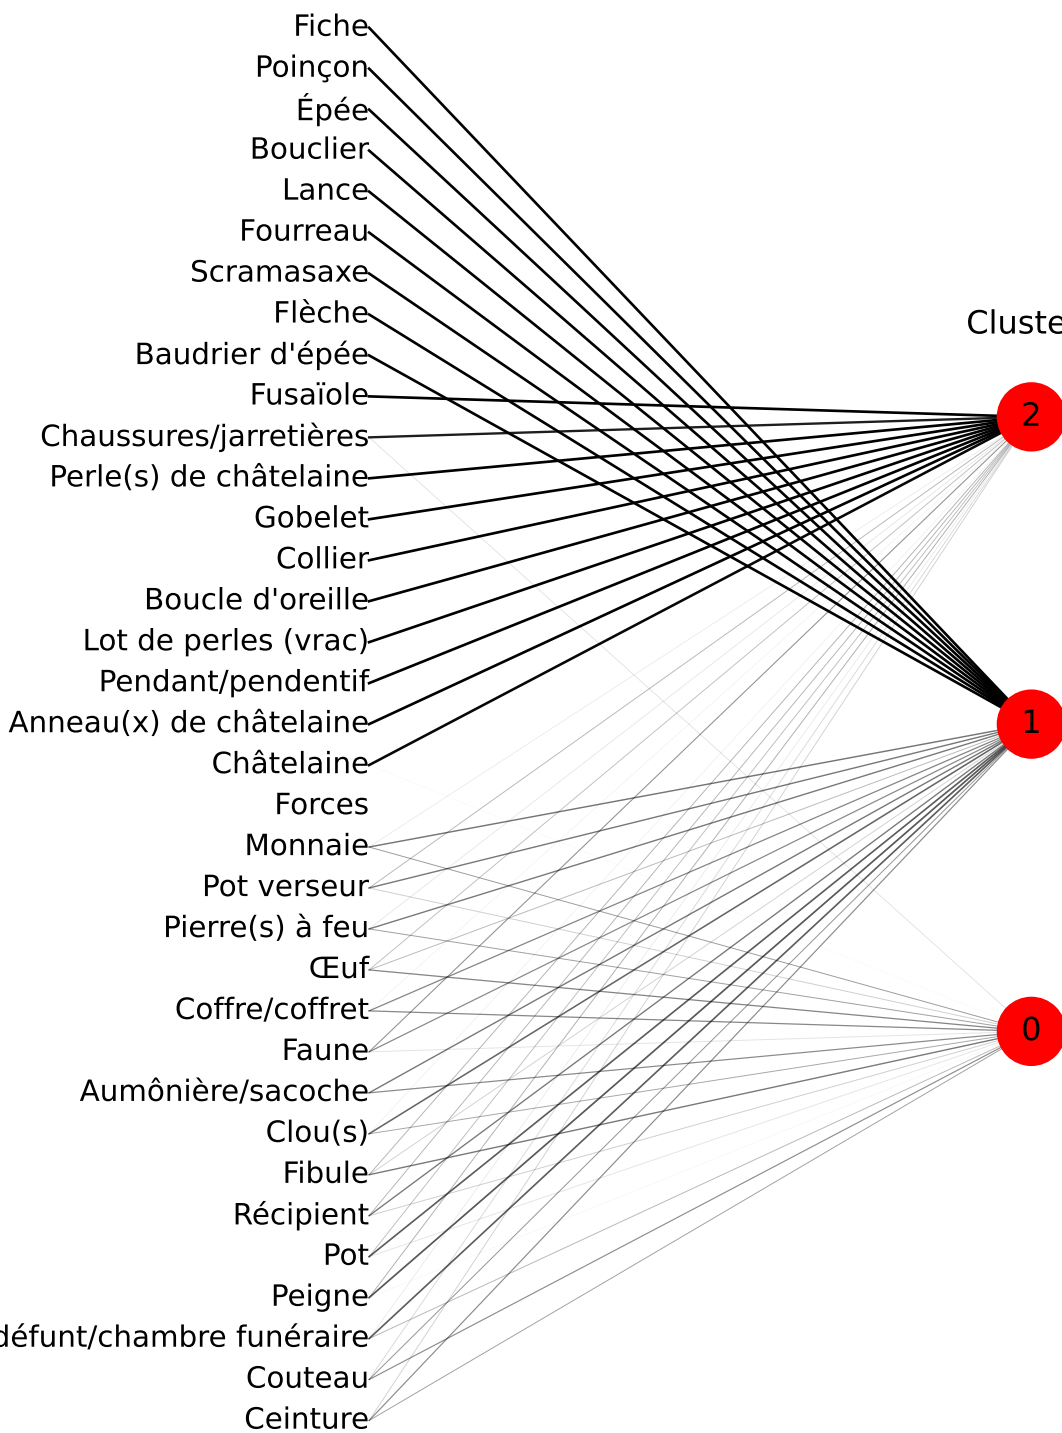 Fiche
Poinçon
Épée
Bouclier
Lance
Fourreau
Scramasaxe
Flèche
Baudrier d'épée
Fusaïole
Chaussures/jarretières
Perle(s) de châtelaine
Gobelet
Collier
Boucle d'oreille
Lot de perles (vrac)
Pendant/pendentif
Anneau(x) de châtelaine
Châtelaine
Forces
Monnaie
Pot verseur
Pierre(s) à feu
Œuf
Coffre/coffret
Faune
Aumônière/sacoche
Clou(s)
Fibule
Récipient
Pot
Peigne
défunt/chambre funéraire
Couteau
Ceinture
Cluste
2
1
0